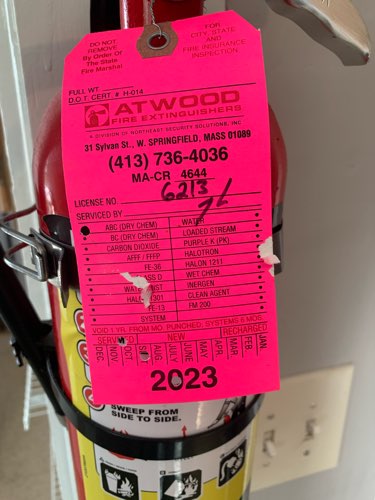 DO NOT
REMOVE
By Order Of
The State
Fire Marshal
FOR
CITY, STATE
AND
FIRE INSURANCE
INSPECTION
FULL WT.
D.O.T. CERT. # H-014
ATWOOD
FIRE EXTINGUISHERS
A DIVISION OF NORTHEAST SECURITY SOLUTIONS, INC
31 Sylvan St., W. SPRINGFIELD, MASS 01089
(413) 736-4036
MA-CR 4644
LICENSE NO. 6213
SERVICED BY
ABC (DRY CHEM) WATER
BC (DRY CHEM) LOADED STREAM
CARBON DIOXIDE PURPLE K (PK)
AFFF / FFFP HALOTRON
FE-36 HALON 1211
WET CHEM
INERGEN
CLEAN AGENT
FE-13 FM 200
SYSTEM
VOID 1 YR. FROM MO. PUNCHED; SYSTEMS 6 MOS.
NEW RECHARGED
DEC. NOV. OCT. AUG. JULY JUNE MAY APR. MAR. FEB. JAN.
2023
SWEEP FROM
SIDE TO SIDE.